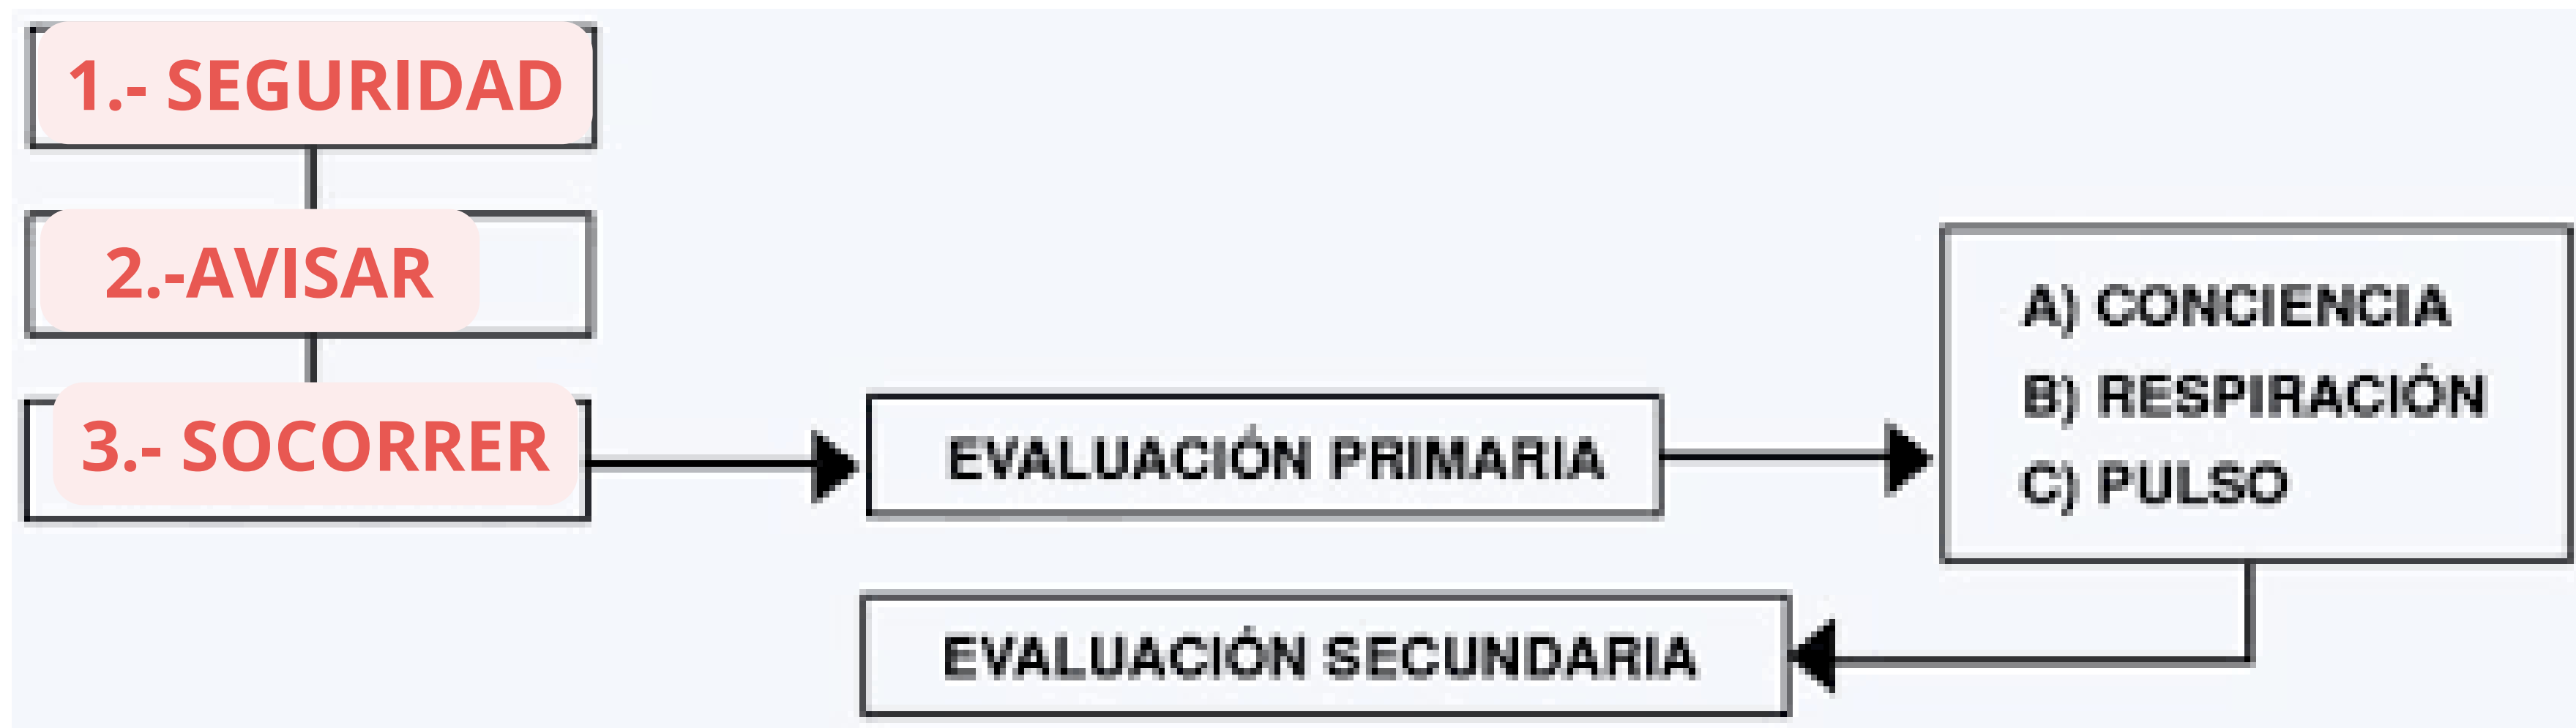 1.- SEGURIDAD
2.-AVISAR
3.- SOCORRER
EVALUACIÓN PRIMARIA
A) CONCIENCIA
B) RESPIRACIÓN
C) PULSO
EVALUACIÓN SECUNDARIA